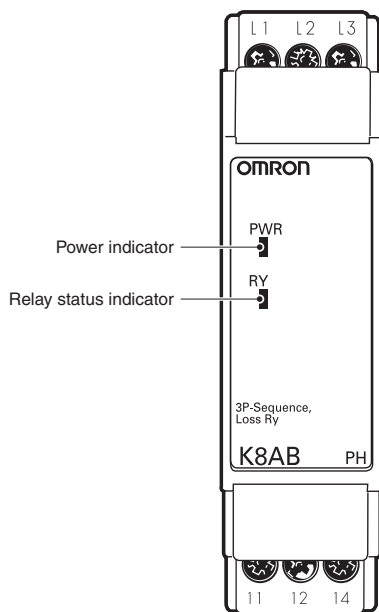 L1 L2 L3
OMRON
PWR
Power indicator
RY
Relay status indicator
3P-Sequence,
Loss Ry
K8AB PH
11 12 14